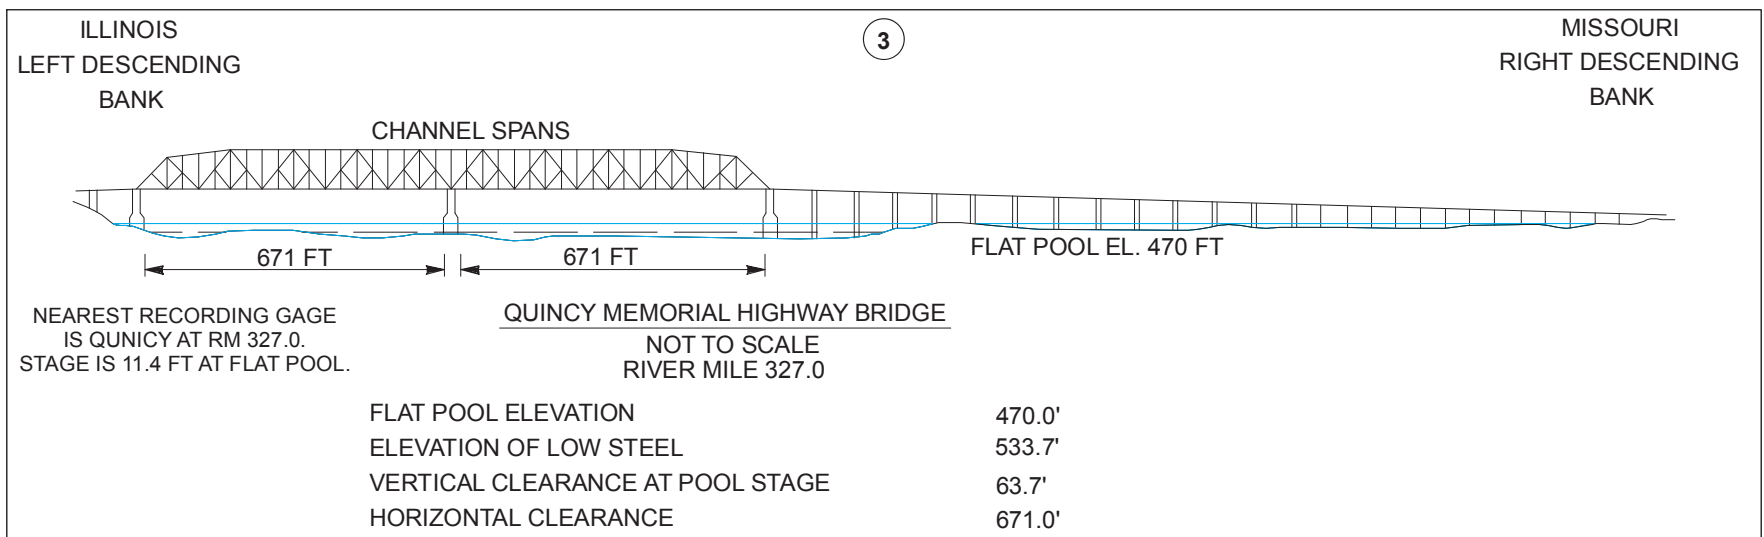 ILLINOIS
LEFT DESCENDING
BANK
3
MISSOURI
RIGHT DESCENDING
BANK
CHANNEL SPANS
671 FT
671 FT
FLAT POOL EL. 470 FT
NEAREST RECORDING GAGE
IS QUNICY AT RM 327.0.
STAGE IS 11.4 FT AT FLAT POOL.
QUINCY MEMORIAL HIGHWAY BRIDGE
NOT TO SCALE
RIVER MILE 327.0
FLAT POOL ELEVATION 470.0'
ELEVATION OF LOW STEEL 533.7'
VERTICAL CLEARANCE AT POOL STAGE 63.7'
HORIZONTAL CLEARANCE 671.0'